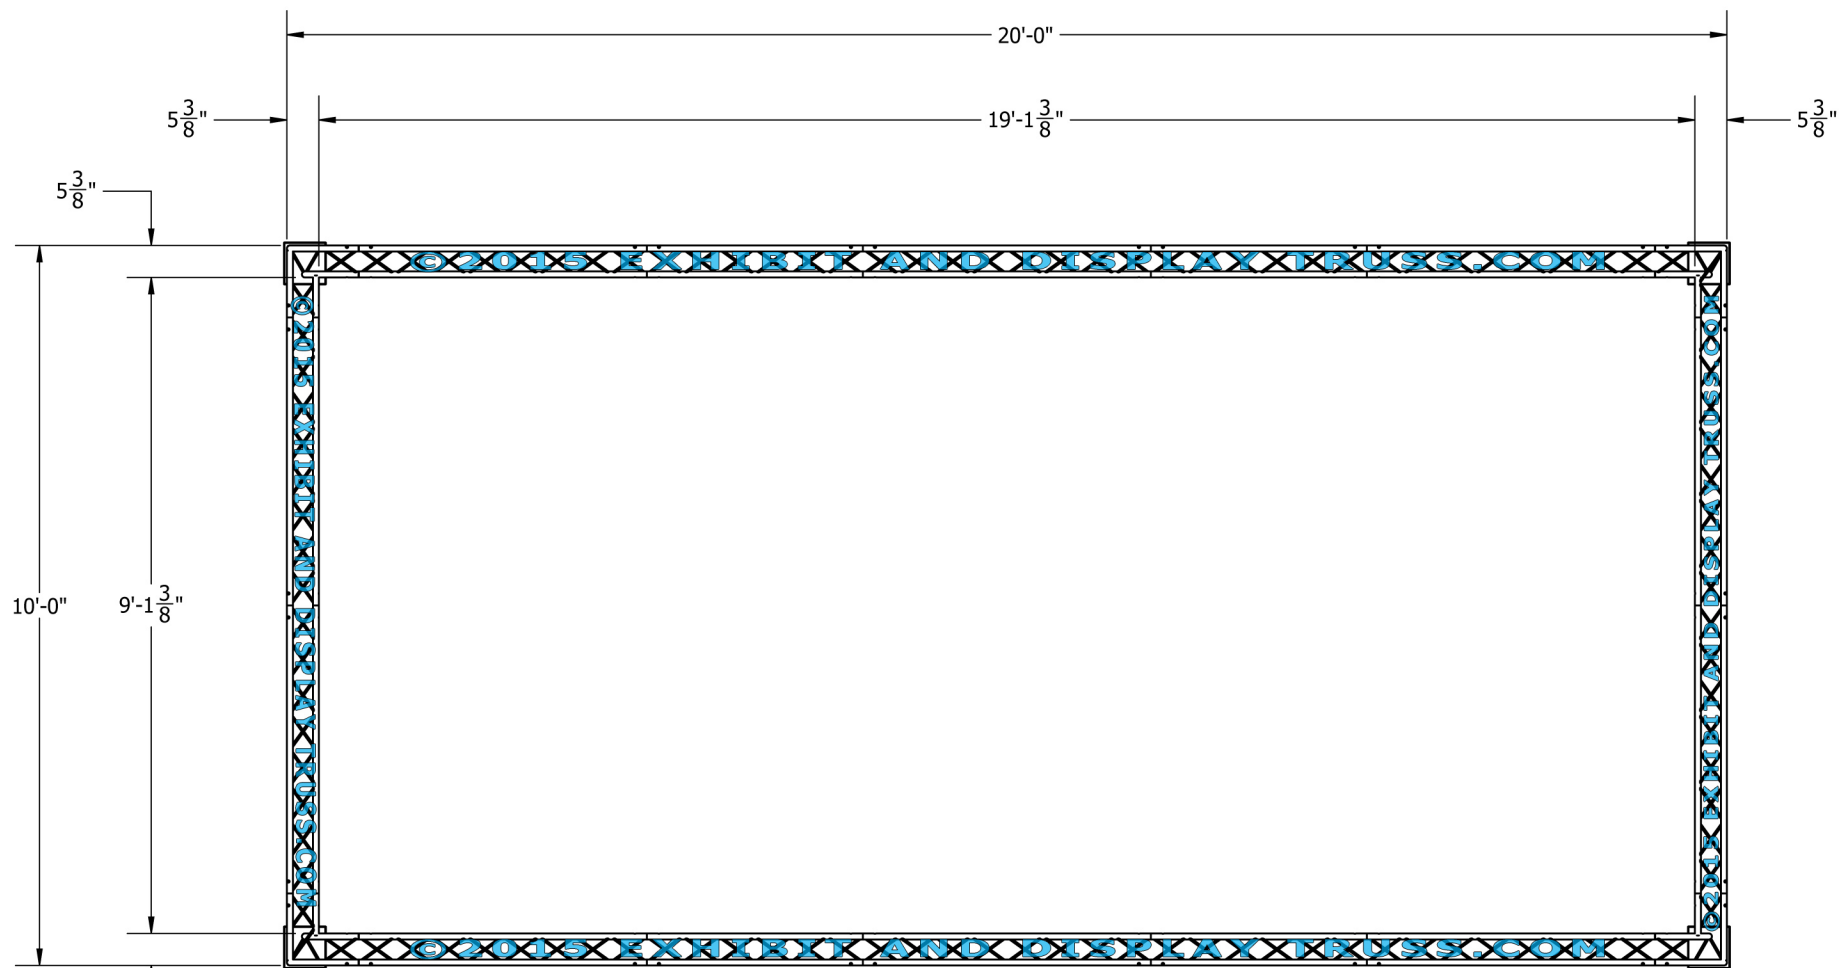 20'-0"
5 3/8"
19'-1 3/8"
5 3/8"
5 3/8"
©2015 EXHIBIT AND DISPLAY TRUSS.COM
©2015 EXHIBIT AND DISPLAY TRUSS.COM
©2015 EXHIBIT AND DISPLAY TRUSS.COM
10'-0"
9'-1 3/8"
©2015 EXHIBIT AND DISPLAY TRUSS.COM